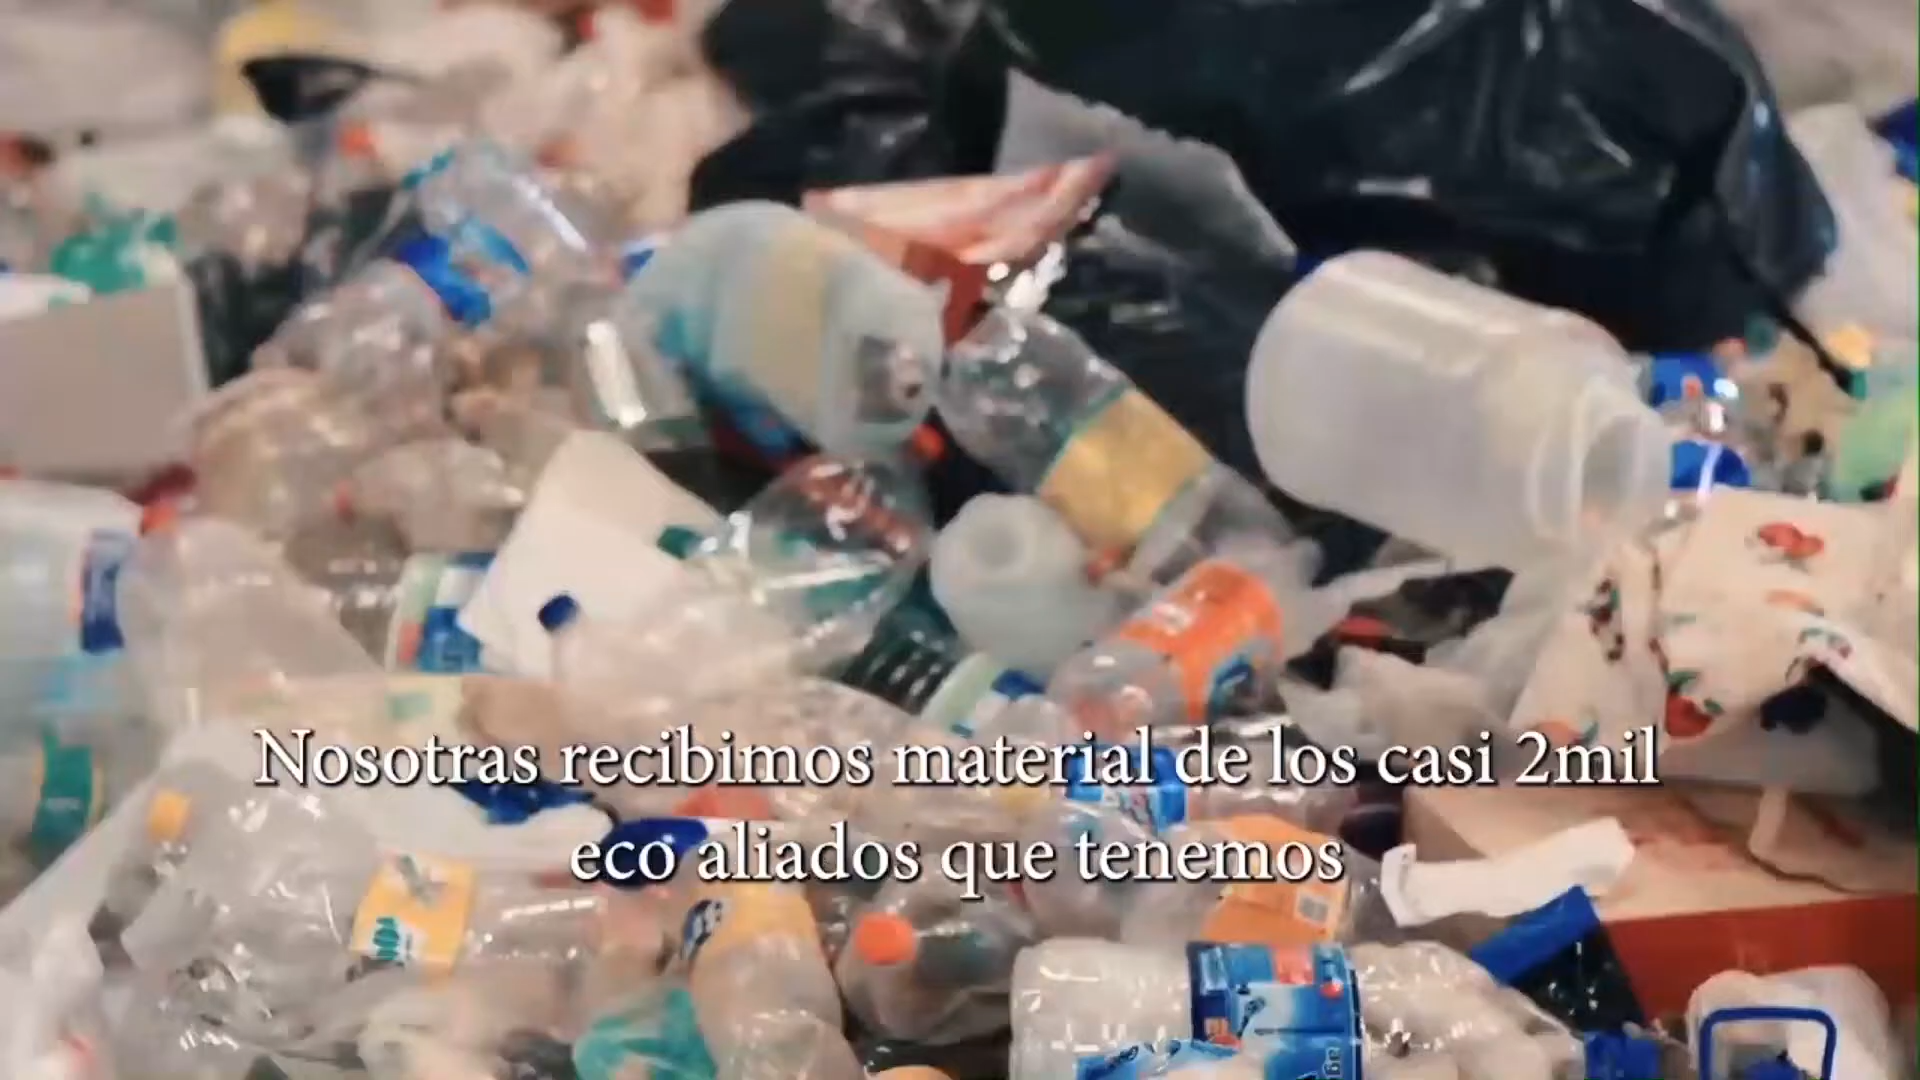 Nosotras recibimos material de los casi 2mil
eco aliados que tenemos